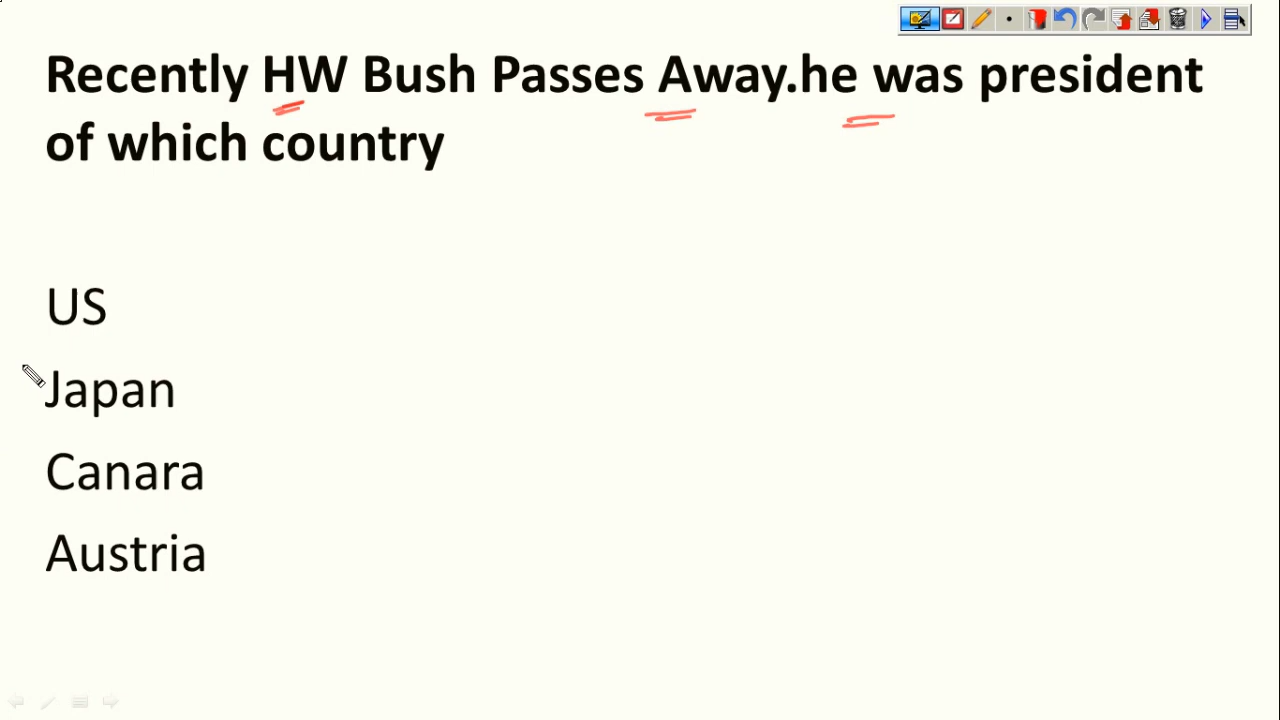 Recently HW Bush Passes Away.he was president
of which country
US
Japan
Canara
Austria